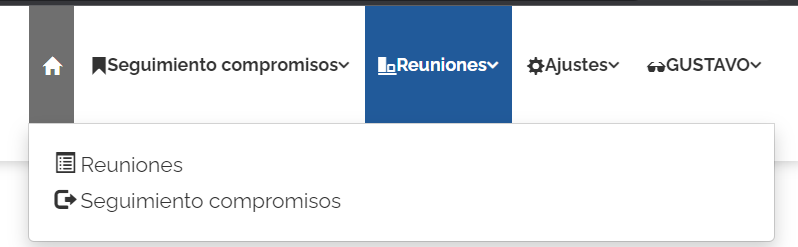 Seguimiento compromisos Reuniones Ajustes GUSTAVO
Reuniones
Seguimiento compromisos